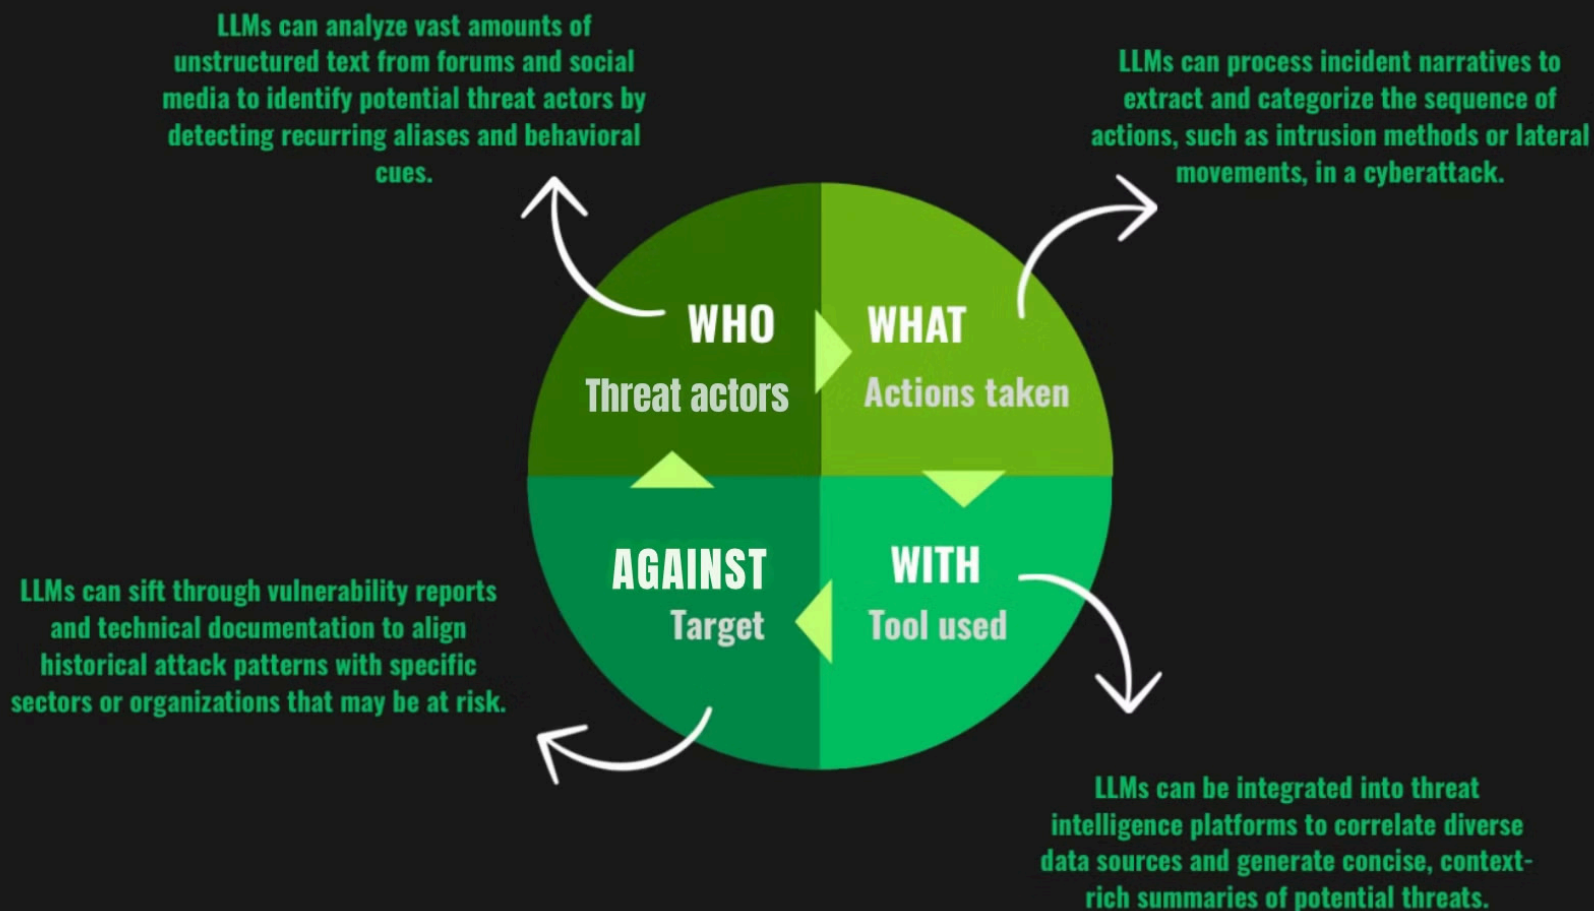 LLMs can analyze vast amounts of
unstructured text from forums and social
media to identify potential threat actors by
detecting recurring aliases and behavioral
cues.
LLMs can process incident narratives to
extract and categorize the sequence of
actions, such as intrusion methods or lateral
movements, in a cyberattack.
WHO
Threat actors
WHAT
Actions taken
AGAINST
Target
WITH
Tool used
LLMs can sift through vulnerability reports
and technical documentation to align
historical attack patterns with specific
sectors or organizations that may be at risk.
LLMs can be integrated into threat
intelligence platforms to correlate diverse
data sources and generate concise, context-
rich summaries of potential threats.